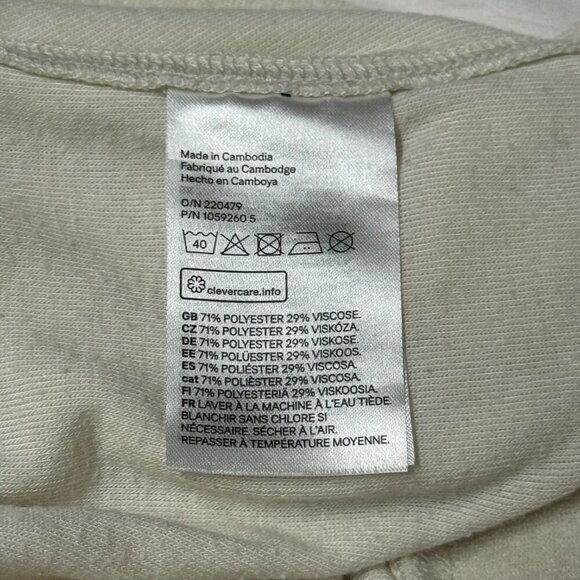 Made in Cambodia
Fabriqué au Cambodge
Hecho en Camboya
O/N 220479
P/N 1059260 5
40
clevercare.info
GB 71% POLYESTER 29% VISCOSE.
CZ 71% POLYESTER 29% VISKÓZA.
DE 71% POLYESTER 29% VISKOSE.
EE 71% POLÜESTER 29% VISKOOS.
ES 71% POLIÉSTER 29% VISCOSA.
cat 71% POLIÈSTER 29% VISCOSA.
FI 71% POLYESTERIÄ 29% VISKOOSIA.
FR LAVER À LA MACHINE À L'EAU TIÈDE.
BLANCHIR SANS CHLORE SI
NÉCESSAIRE. SÉCHER À L'AIR.
REPASSER À TEMPÉRATURE MOYENNE.